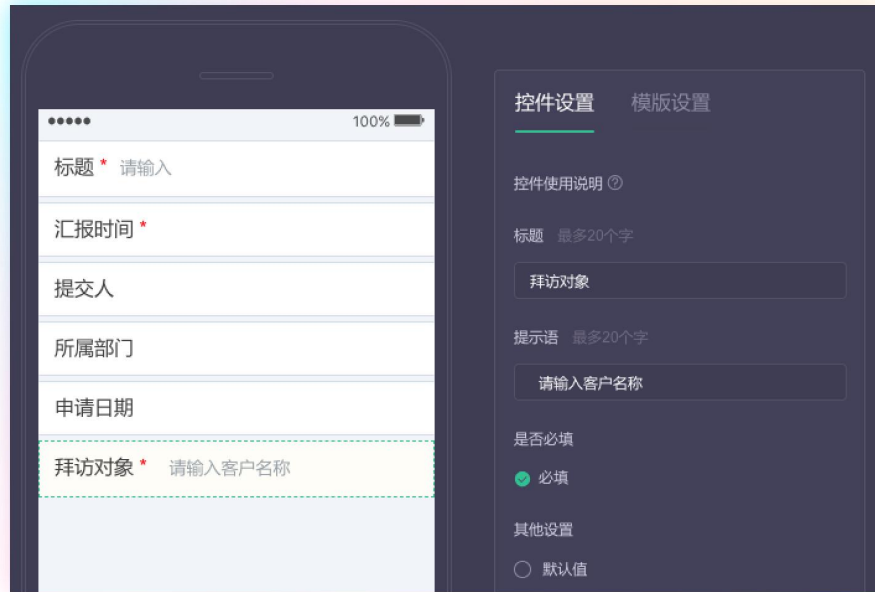 100%
标题 * 请输入
汇报时间 *
提交人
所属部门
申请日期
拜访对象 * 请输入客户名称
控件设置 模版设置
控件使用说明 ?
标题 最多20个字
拜访对象
提示语 最多20个字
请输入客户名称
是否必填
必填
其他设置
默认值